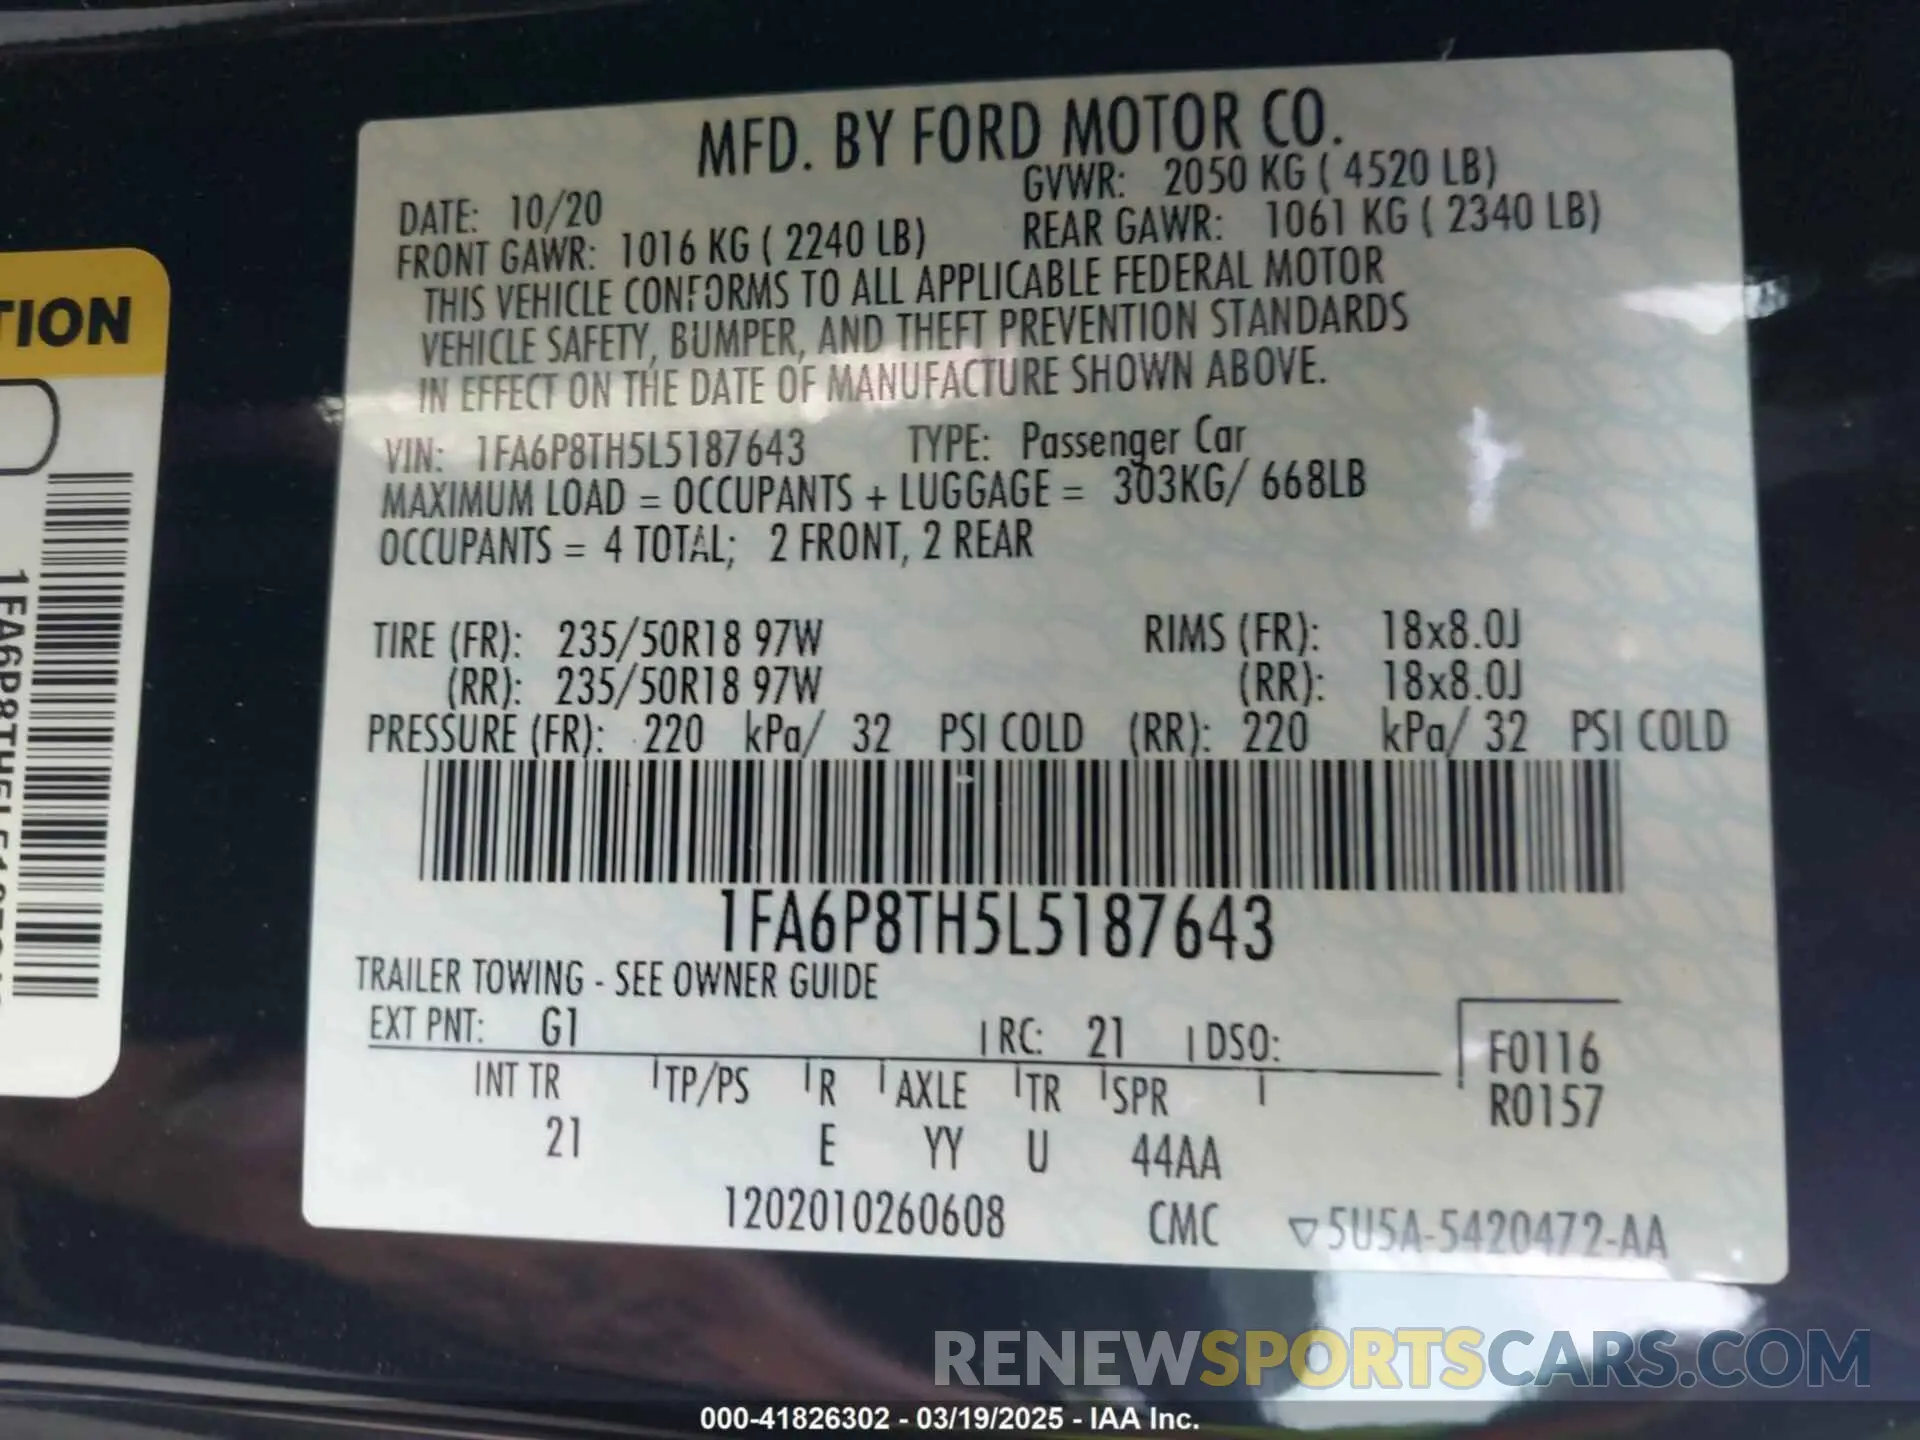 MFD. BY FORD MOTOR CO.
DATE: 10/20 GVWR: 2050 KG ( 4520 LB)
FRONT GAWR: 1016 KG ( 2240 LB) REAR GAWR: 1061 KG ( 2340 LB)
THIS VEHICLE CONFORMS TO ALL APPLICABLE FEDERAL MOTOR
VEHICLE SAFETY, BUMPER, AND THEFT PREVENTION STANDARDS
IN EFFECT ON THE DATE OF MANUFACTURE SHOWN ABOVE.
VIN: 1FA6P8TH5L5187643 TYPE: Passenger Car
MAXIMUM LOAD = OCCUPANTS + LUGGAGE = 303KG/ 668LB
OCCUPANTS = 4 TOTAL; 2 FRONT, 2 REAR
TIRE (FR): 235/50R18 97W RIMS (FR): 18x8.0J
(RR): 235/50R18 97W (RR): 18x8.0J
PRESSURE (FR): 220 kPa/ 32 PSI COLD (RR): 220 kPa/ 32 PSI COLD
1FA6P8TH5L5187643
TRAILER TOWING - SEE OWNER GUIDE
EXT PNT: G1 RC: 21 DSO: F0116
INT TR TP/PS R AXLE TR SPR R0157
21 E YY U 44AA
1202010260608 CMC ▽5U5A-5420472-AA
TION
RENEWSPORTSCARS.COM
000-41826302 - 03/19/2025 - IAA Inc.